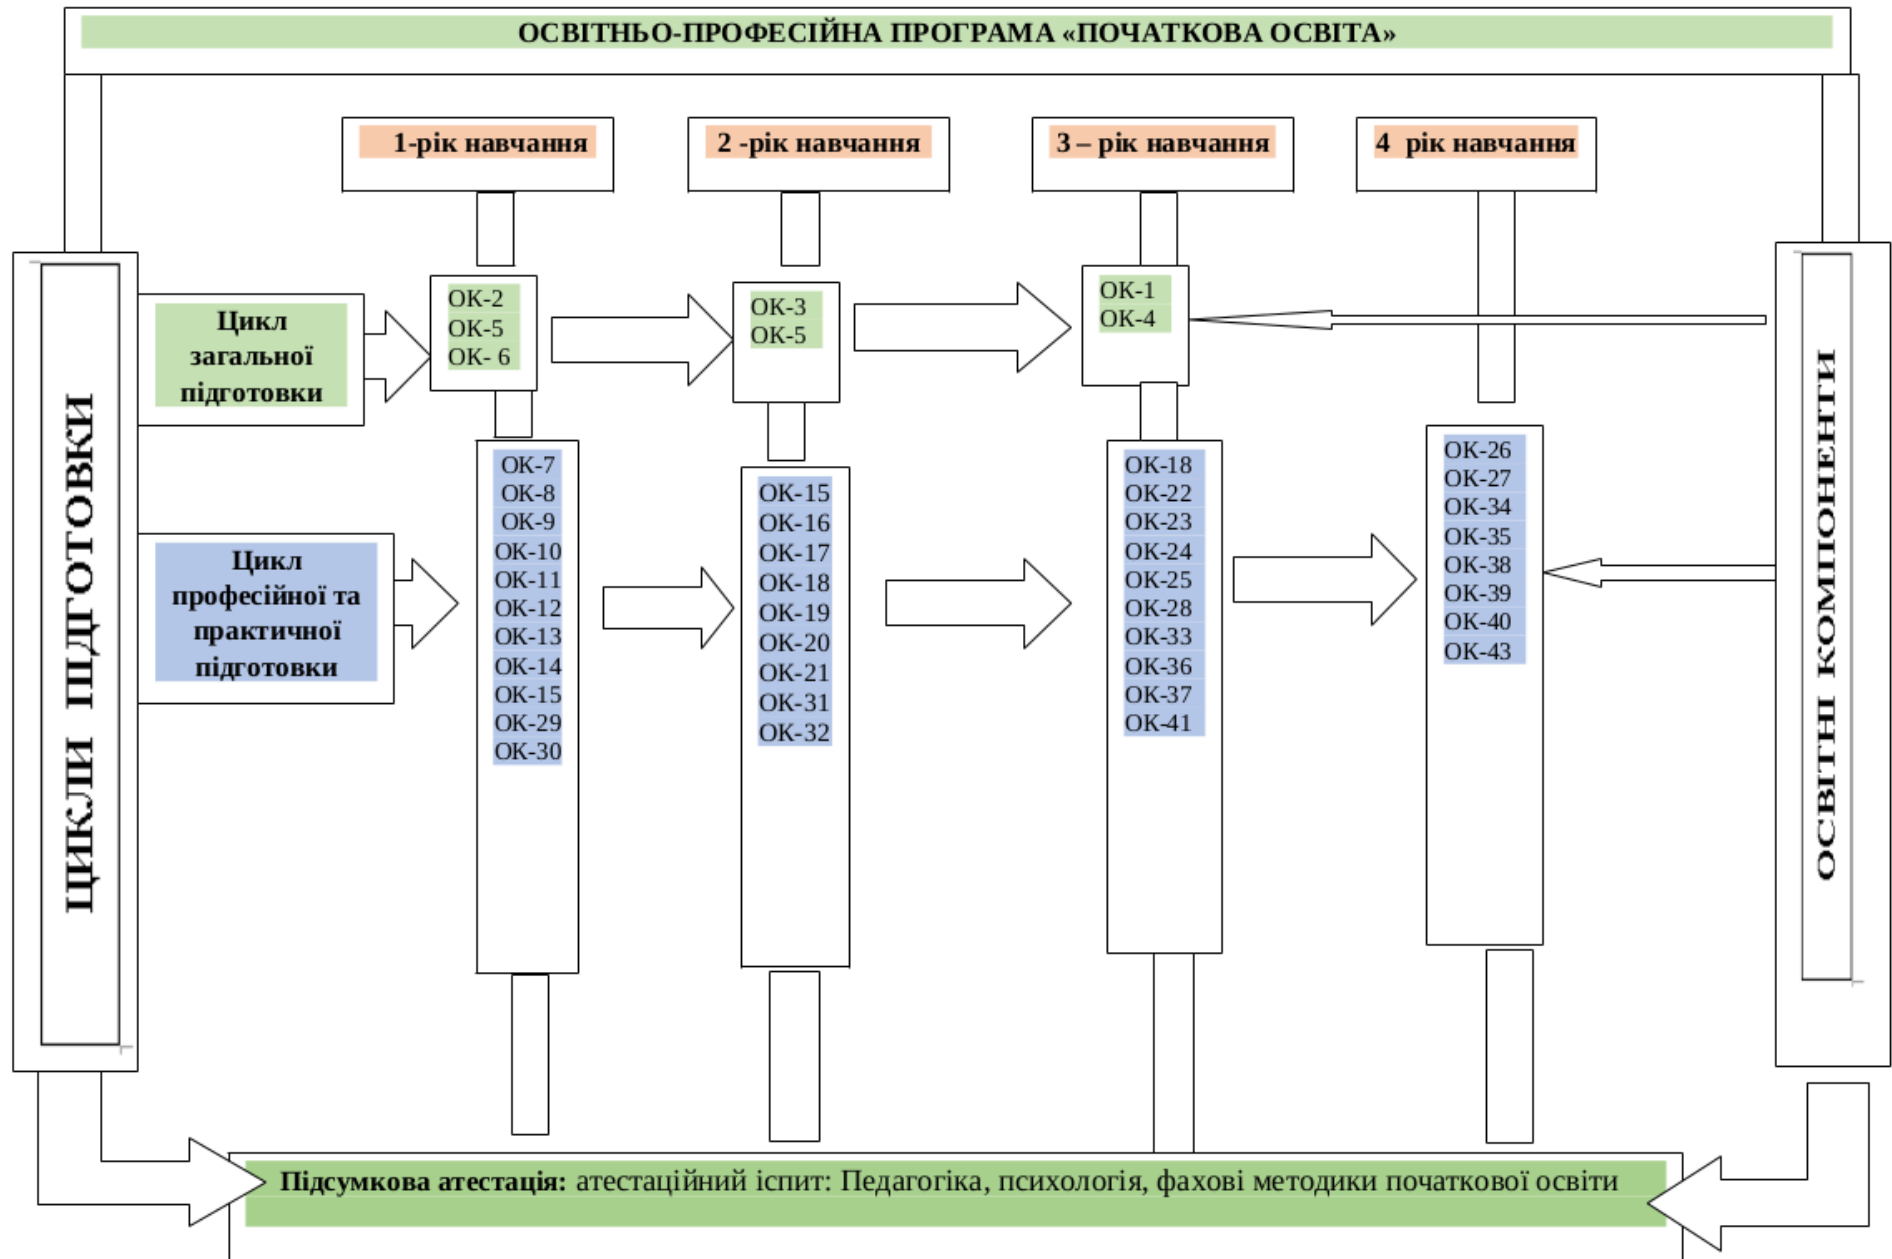 ОСВІТНЬО-ПРОФЕСІЙНА ПРОГРАМА «ПОЧАТКОВА ОСВІТА»
1-рік навчання
2 -рік навчання
3 – рік навчання
4 рік навчання
ЦИКЛИ ПІДГОТОВКИ
Цикл
загальної
підготовки
ОК-2
ОК-5
ОК- 6
ОК-3
ОК-5
ОК-1
ОК-4
Цикл
професійної та
практичної
підготовки
ОК-7
ОК-8
ОК-9
ОК-10
ОК-11
ОК-12
ОК-13
ОК-14
ОК-15
ОК-29
ОК-30
ОК-15
ОК-16
ОК-17
ОК-18
ОК-19
ОК-20
ОК-21
ОК-31
ОК-32
ОК-18
ОК-22
ОК-23
ОК-24
ОК-25
ОК-28
ОК-33
ОК-36
ОК-37
ОК-41
ОК-26
ОК-27
ОК-34
ОК-35
ОК-38
ОК-39
ОК-40
ОК-43
ОСВІТНІ КОМПОНЕНТИ
Підсумкова атестація: атестаційний іспит: Педагогіка, психологія, фахові методики початкової освіти